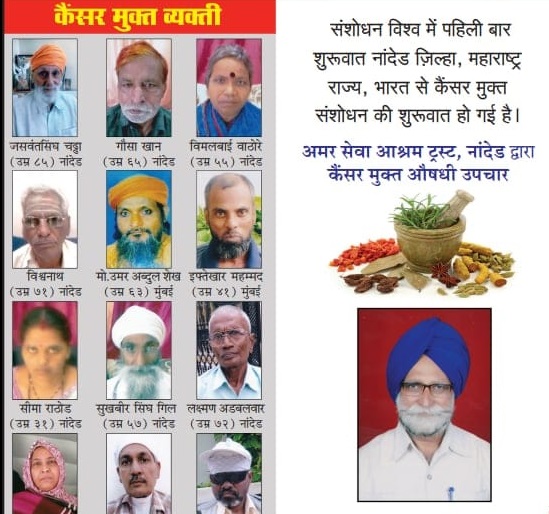 कैंसर मुक्त व्यक्ती
जसवंतसिंघ चड्ढा
(उम्र ८५) नांदेड
गौसा खान
(उम्र ६५) नांदेड
विमलबाई वाठोरे
(उम्र ५५) नांदेड
विश्वनाथ
(उम्र ७१) नांदेड
मो.उमर अब्दुल शेख
(उम्र ६३) मुंबई
इफ्तेखार महम्मद
(उम्र ४१) मुंबई
सीमा राठोड
(उम्र ३१) नांदेड
सुखबीर सिंघ गिल
(उम्र ५७) नांदेड
लक्ष्मण अडबलवार
(उम्र ७२) नांदेड
संशोधन विश्व में पहिली बार
शुरूवात नांदेड ज़िल्हा, महाराष्ट्र
राज्य, भारत से कैंसर मुक्त
संशोधन की शुरूवात हो गई है।
अमर सेवा आश्रम ट्रस्ट, नांदेड द्वारा
कैंसर मुक्त औषधी उपचार